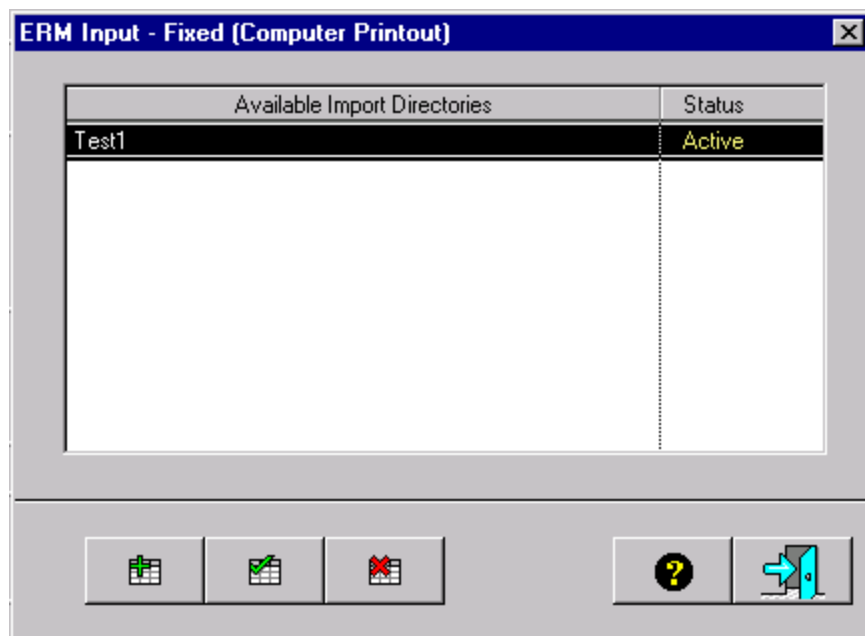 ERM Input - Fixed (Computer Printout)
Available Import Directories Status
Test1 Active
?